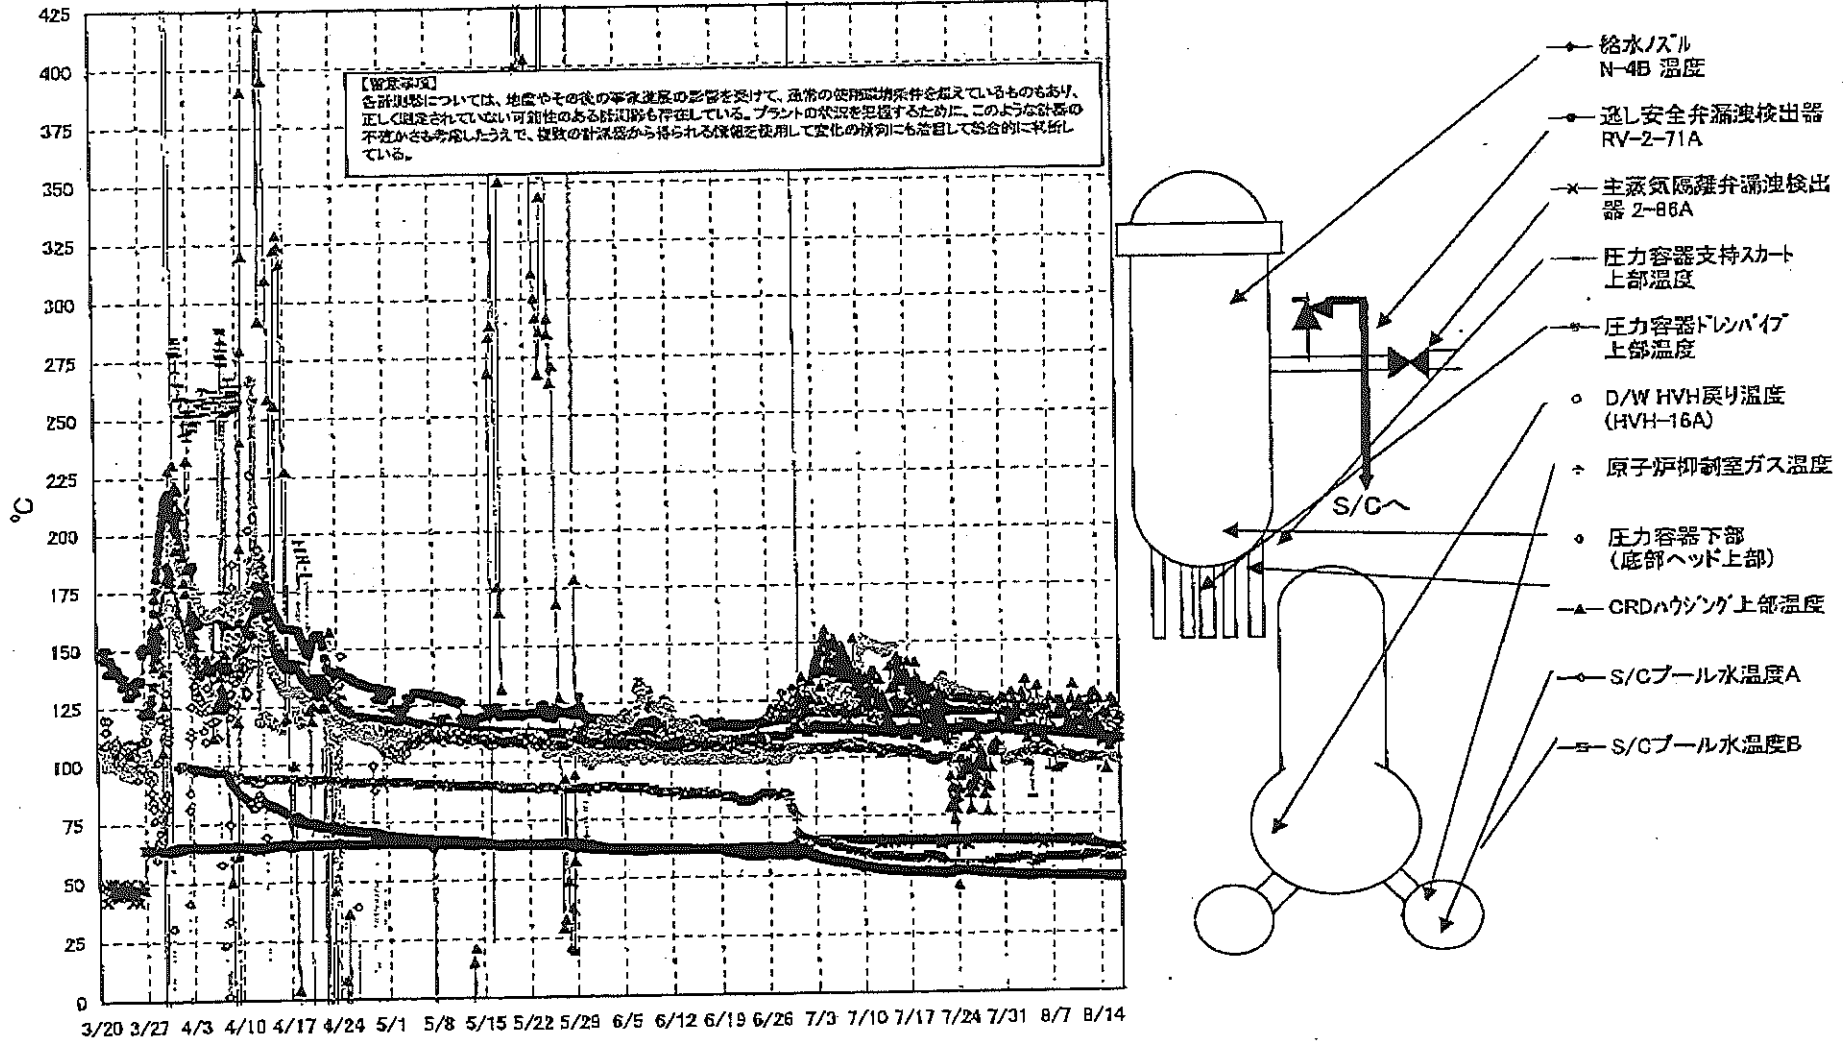 425
400
375
350
325
300
275
250
225
200
175
150
125
100
75
50
25
0
℃
【留意事項】
各計測器については、地震やその後の事象進展の影響を受けて、通常の使用環境条件を超えているものもあり、
正しく測定されていない可能性のある計測器も存在している。プラントの状況を把握するために、このような計器の
不確かさも考慮したうえで、複数の計測器から得られる情報を使用して変化の傾向にも着目して総合的に判断し
ている。
3/20 3/27 4/3 4/10 4/17 4/24 5/1 5/8 5/15 5/22 5/29 6/5 6/12 6/19 6/26 7/3 7/10 7/17 7/24 7/31 8/7 8/14
S/Cへ
給水ノズル
N-4B 温度
逃し安全弁漏洩検出器
RV-2-71A
主蒸気隔離弁漏洩検出
器 2-86A
圧力容器支持スカート
上部温度
圧力容器ドレンパイプ
上部温度
D/W HVH戻り温度
(HVH-16A)
原子炉抑制室ガス温度
圧力容器下部
(底部ヘッド上部)
CRDハウジング上部温度
S/Cプール水温度A
S/Cプール水温度B